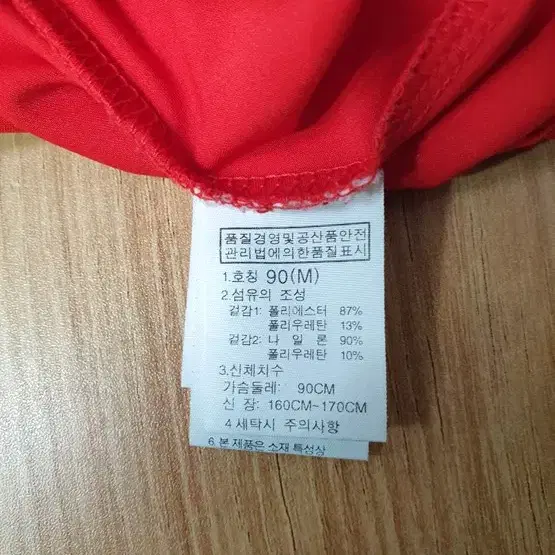 품질경영및공산품안전
관리법에의한품질표시
1.호칭 90(M)
2.섬유의 조성
겉감1: 폴리에스터 87%
폴리우레탄 13%
겉감2: 나 일 론 90%
폴리우레탄 10%
3.신체치수
가슴둘레: 90CM
신 장: 160CM~170CM
4.세탁시 주의사항
6. 본 제품은 소재 특성상